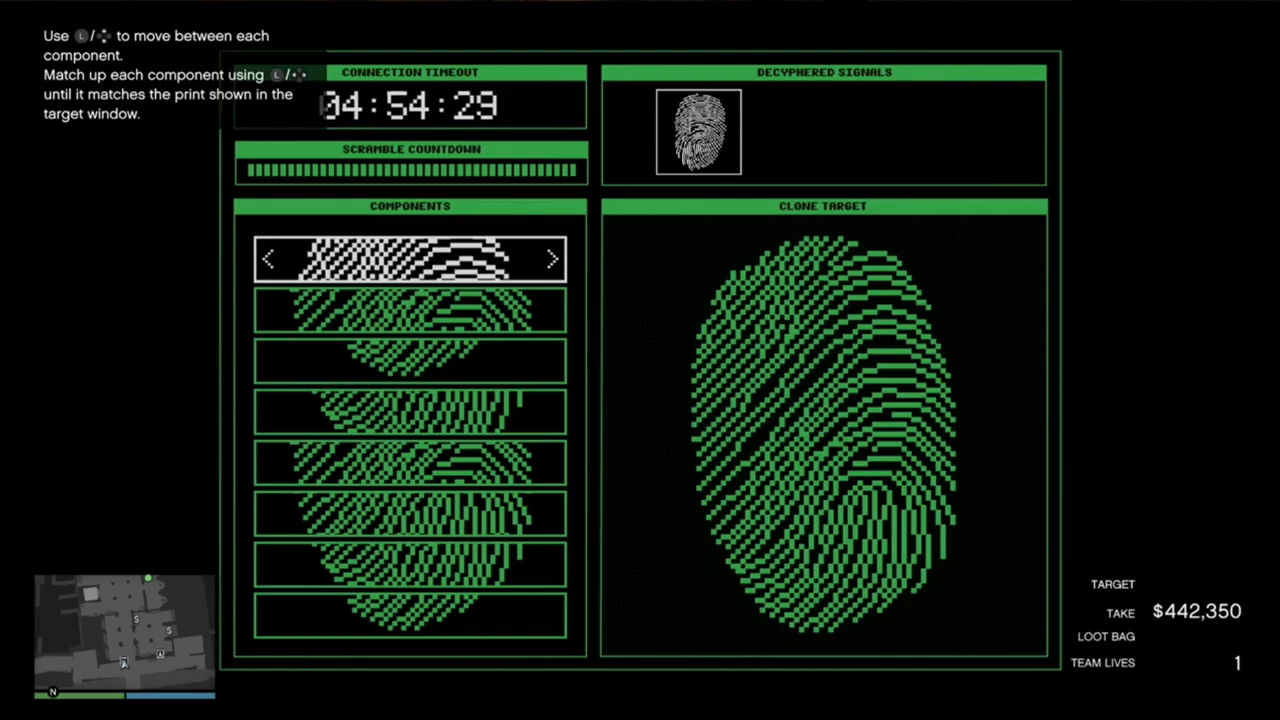 Use L/ to move between each
component.
Match up each component using L/
until it matches the print shown in the
target window.
CONNECTION TIMEOUT
04:54:29
SCRAMBLE COUNTDOWN
COMPONENTS
<
>
DECYPHERED SIGNALS
CLONE TARGET
S
S
N
TARGET
TAKE $442,350
LOOT BAG
TEAM LIVES 1